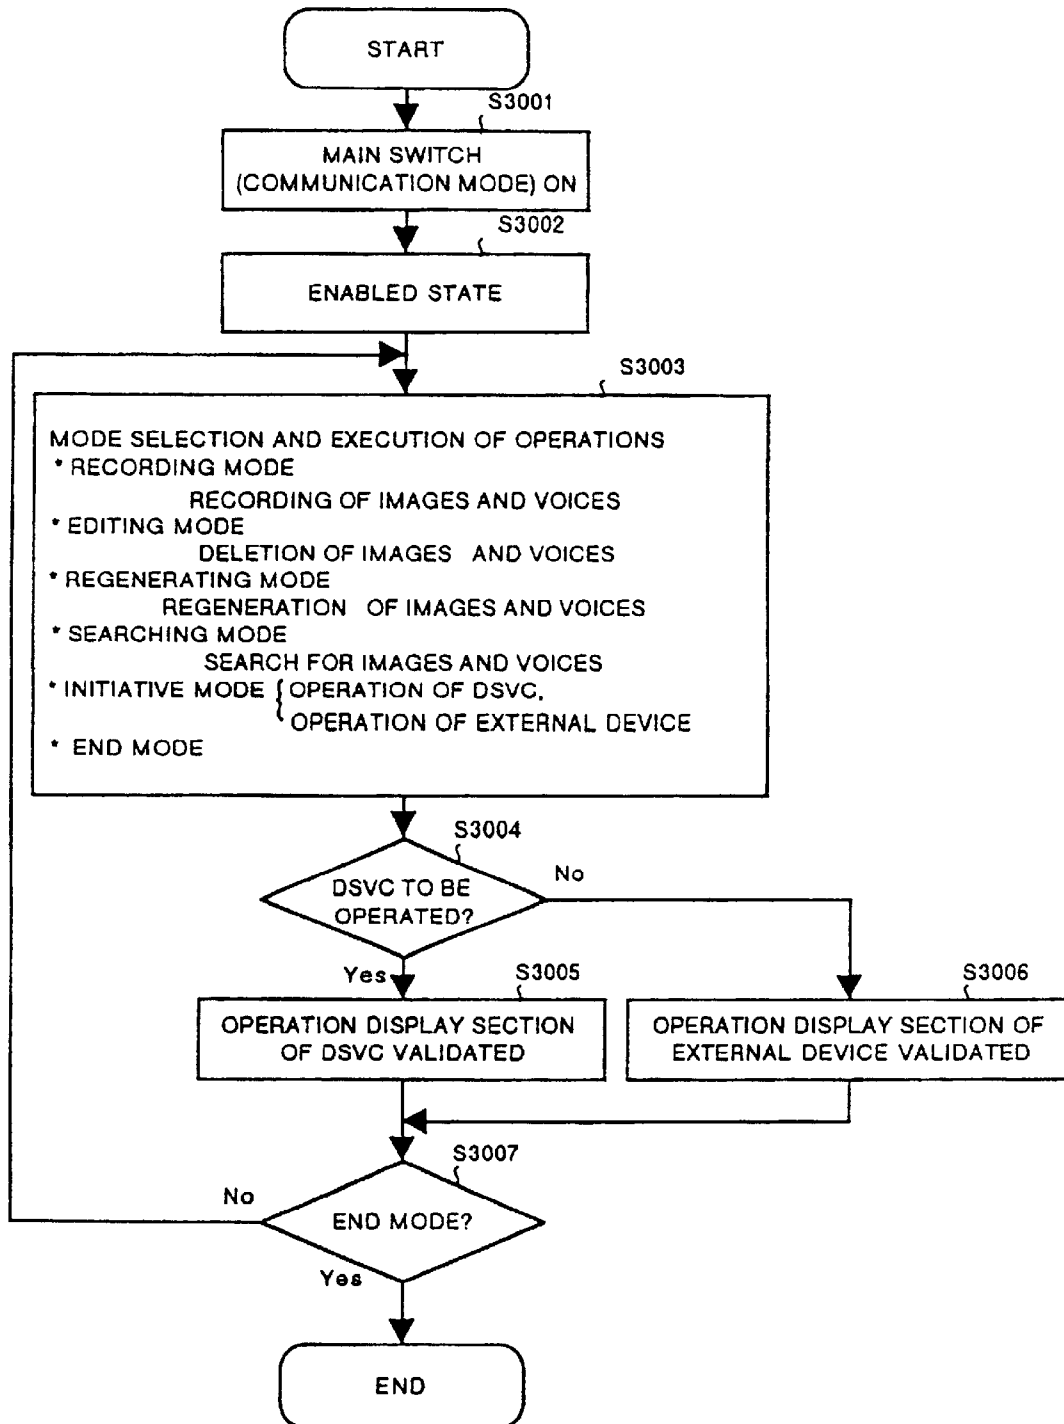 START
S3001
MAIN SWITCH
(COMMUNICATION MODE) ON
S3002
ENABLED STATE
S3003
MODE SELECTION AND EXECUTION OF OPERATIONS
* RECORDING MODE
RECORDING OF IMAGES AND VOICES
* EDITING MODE
DELETION OF IMAGES AND VOICES
* REGENERATING MODE
REGENERATION OF IMAGES AND VOICES
* SEARCHING MODE
SEARCH FOR IMAGES AND VOICES
* INITIATIVE MODE { OPERATION OF DSVC,
OPERATION OF EXTERNAL DEVICE
* END MODE
S3004
DSVC TO BE
OPERATED?
No
Yes
S3005
OPERATION DISPLAY SECTION
OF DSVC VALIDATED
S3006
OPERATION DISPLAY SECTION OF
EXTERNAL DEVICE VALIDATED
S3007
END MODE?
No
Yes
END